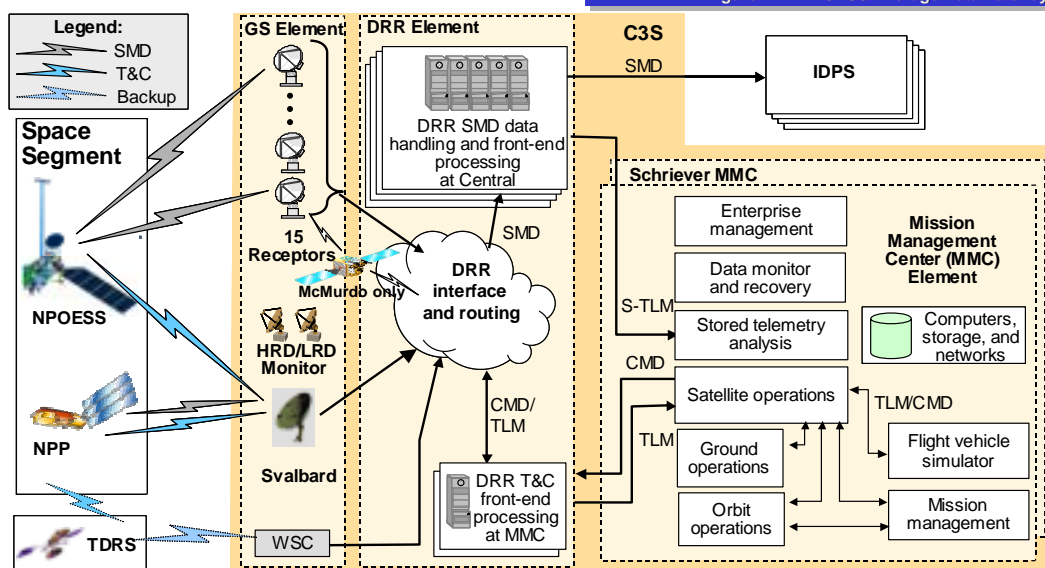 Legend:
SMD
T&C
Backup
Space
Segment
NPOESS
NPP
TDRS
GS Element
15
Receptors
McMurdo only
HRD/LRD
Monitor
Svalbard
WSC
DRR Element
DRR SMD data
handling and front-end
processing
at Central
SMD
DRR
interface
and routing
CMD/
TLM
DRR T&C
front-end
processing
at MMC
C3S
SMD
IDPS
S-TLM
CMD
TLM
Schriever MMC
Enterprise
management
Data monitor
and recovery
Stored telemetry
analysis
Satellite operations
Ground
operations
Orbit
operations
Mission
Management
Center (MMC)
Element
Computers,
storage, and
networks
TLM/CMD
Flight vehicle
simulator
Mission
management